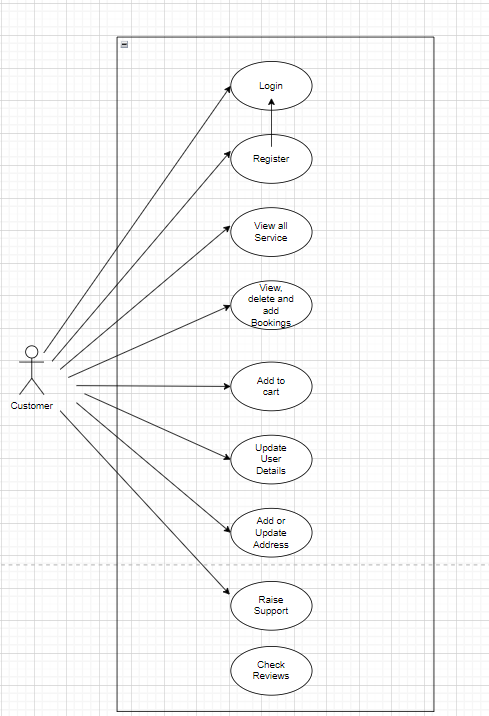 Login
Register
View all
Service
View,
delete and
add
Bookings
Customer
Add to
cart
Update
User
Details
Add or
Update
Address
Raise
Support
Check
Reviews